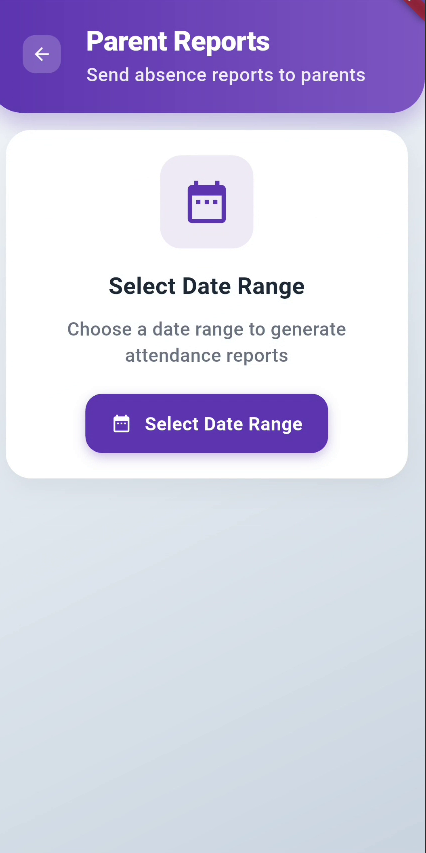 Parent Reports
Send absence reports to parents
Select Date Range
Choose a date range to generate
attendance reports
Select Date Range